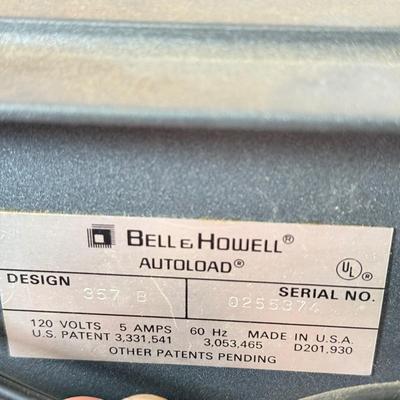 BELL & HOWELL®
AUTOLOAD®
UL®
DESIGN 357 B SERIAL NO. 0255374
120 VOLTS 5 AMPS 60 Hz MADE IN U.S.A.
U.S. PATENT 3,331,541 3,053,465 D201,930
OTHER PATENTS PENDING